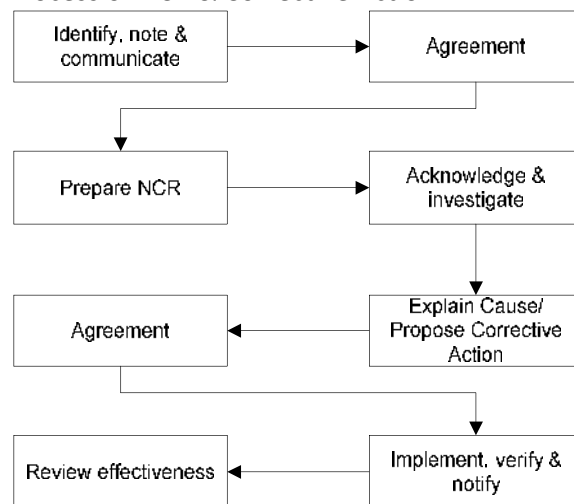 Identify, note &
communicate
Agreement
Prepare NCR
Acknowledge &
investigate
Agreement
Explain Cause/
Propose Corrective
Action
Review effectiveness
Implement, verify &
notify